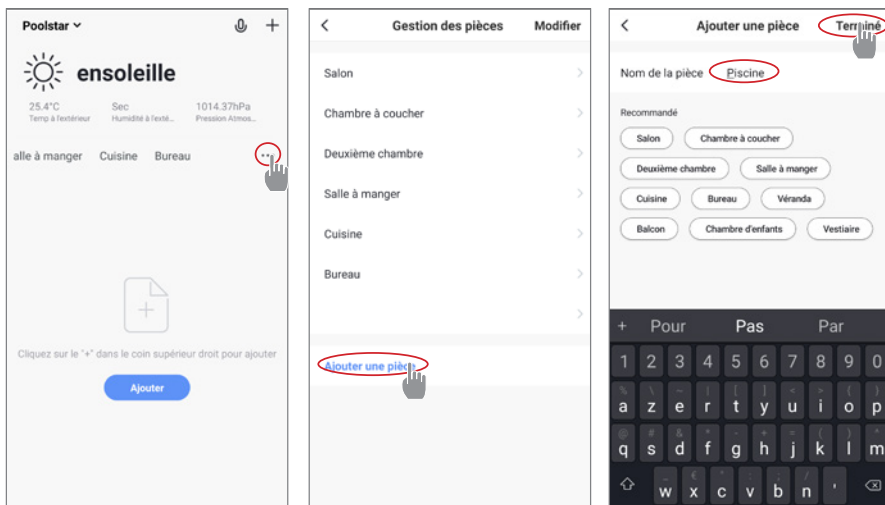 Poolstar
+
ensoleille
25.4°C Sec 1014.37hPa
Temp à l'extérieur Humidité à l'exté... Pression Atmos...
alle à manger Cuisine Bureau ...
Cliquez sur le "+" dans le coin supérieur droit pour ajouter
Ajouter
< Gestion des pièces Modifier
Salon >
Chambre à coucher >
Deuxième chambre >
Salle à manger >
Cuisine >
Bureau >
>
Ajouter une pièce
< Ajouter une pièce Terminé
Nom de la pièce Piscine
Recommandé
Salon Chambre à coucher
Deuxième chambre Salle à manger
Cuisine Bureau Véranda
Balcon Chambre d'enfants Vestiaire
+ Pour Pas Par
1 2 3 4 5 6 7 8 9 0
a z e r t y u i o p
q s d f g h j k l m
w x c v b n '